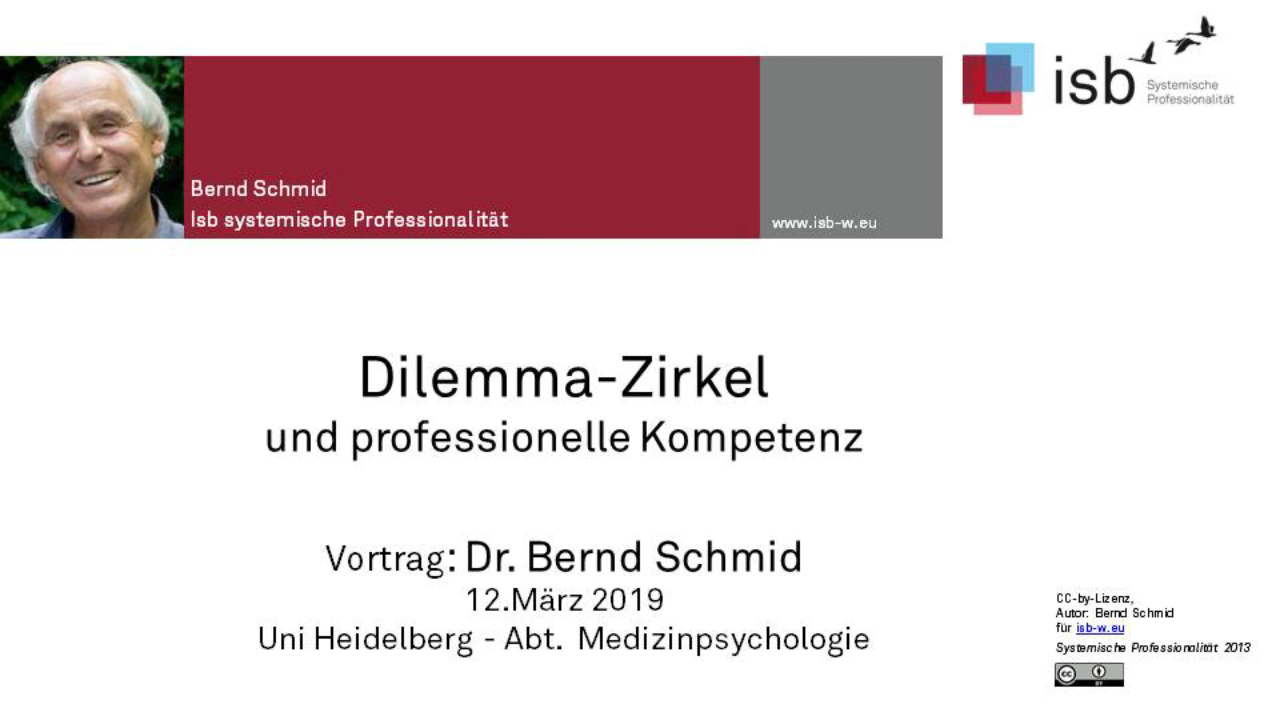 Bernd Schmid
Isb systemische Professionalität
www.isb-w.eu
isb
Systemische
Professionalität
Dilemma-Zirkel
und professionelle Kompetenz
Vortrag: Dr. Bernd Schmid
12.März 2019
Uni Heidelberg - Abt. Medizinpsychologie
CC-by-Lizenz,
Autor: Bernd Schmid
für isb-w.eu
Systemische Professionalität 2013
cc
BY